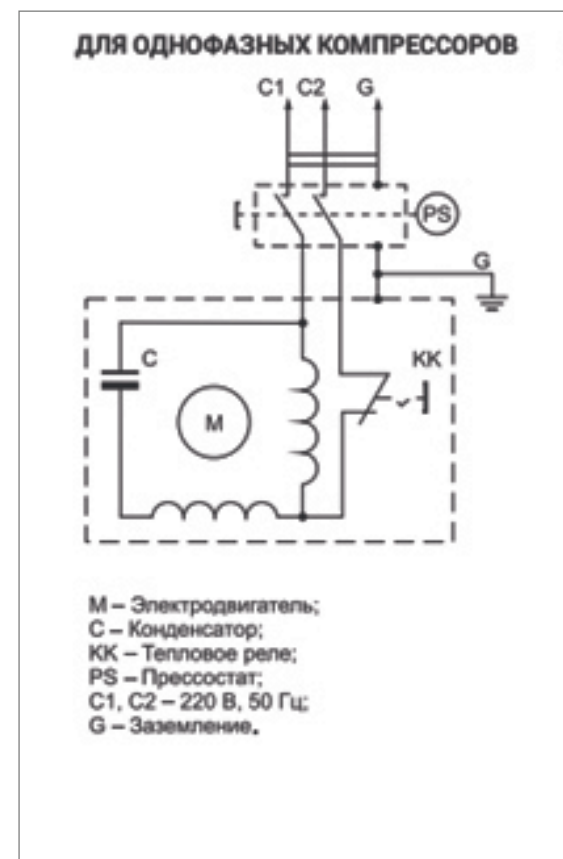 ДЛЯ ОДНОФАЗНЫХ КОМПРЕССОРОВ
C1 C2 G
PS
G
C
KK
M
M – Электродвигатель;
C – Конденсатор;
KK – Тепловое реле;
PS – Прессостат;
C1, C2 – 220 В, 50 Гц;
G – Заземление.